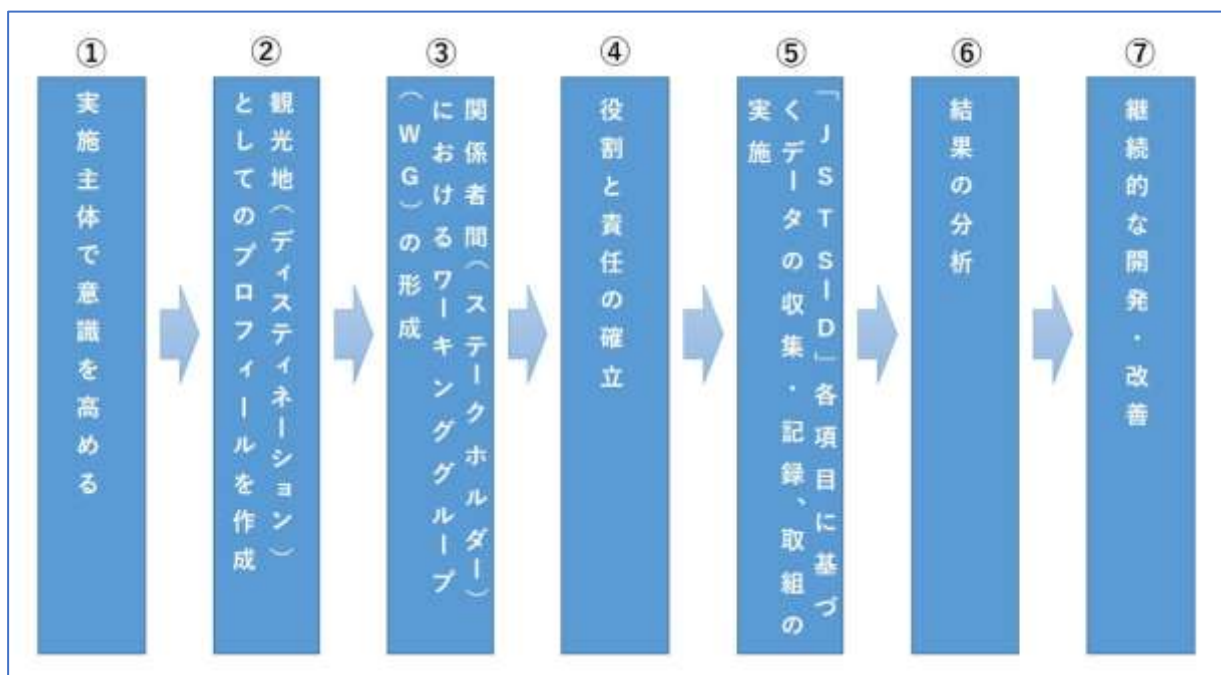 ①
実施主体で意識を高める
②
観光地(ディスティネーション)
としてのプロフィールを作成
③
関係者間(ステークホルダー)
におけるワーキンググループ
(WG)の形成
④
役割と責任の確立
⑤
「JSTSーD」各項目に基づ
くデータの収集・記録、取組の
実施
⑥
結果の分析
⑦
継続的な開発・改善